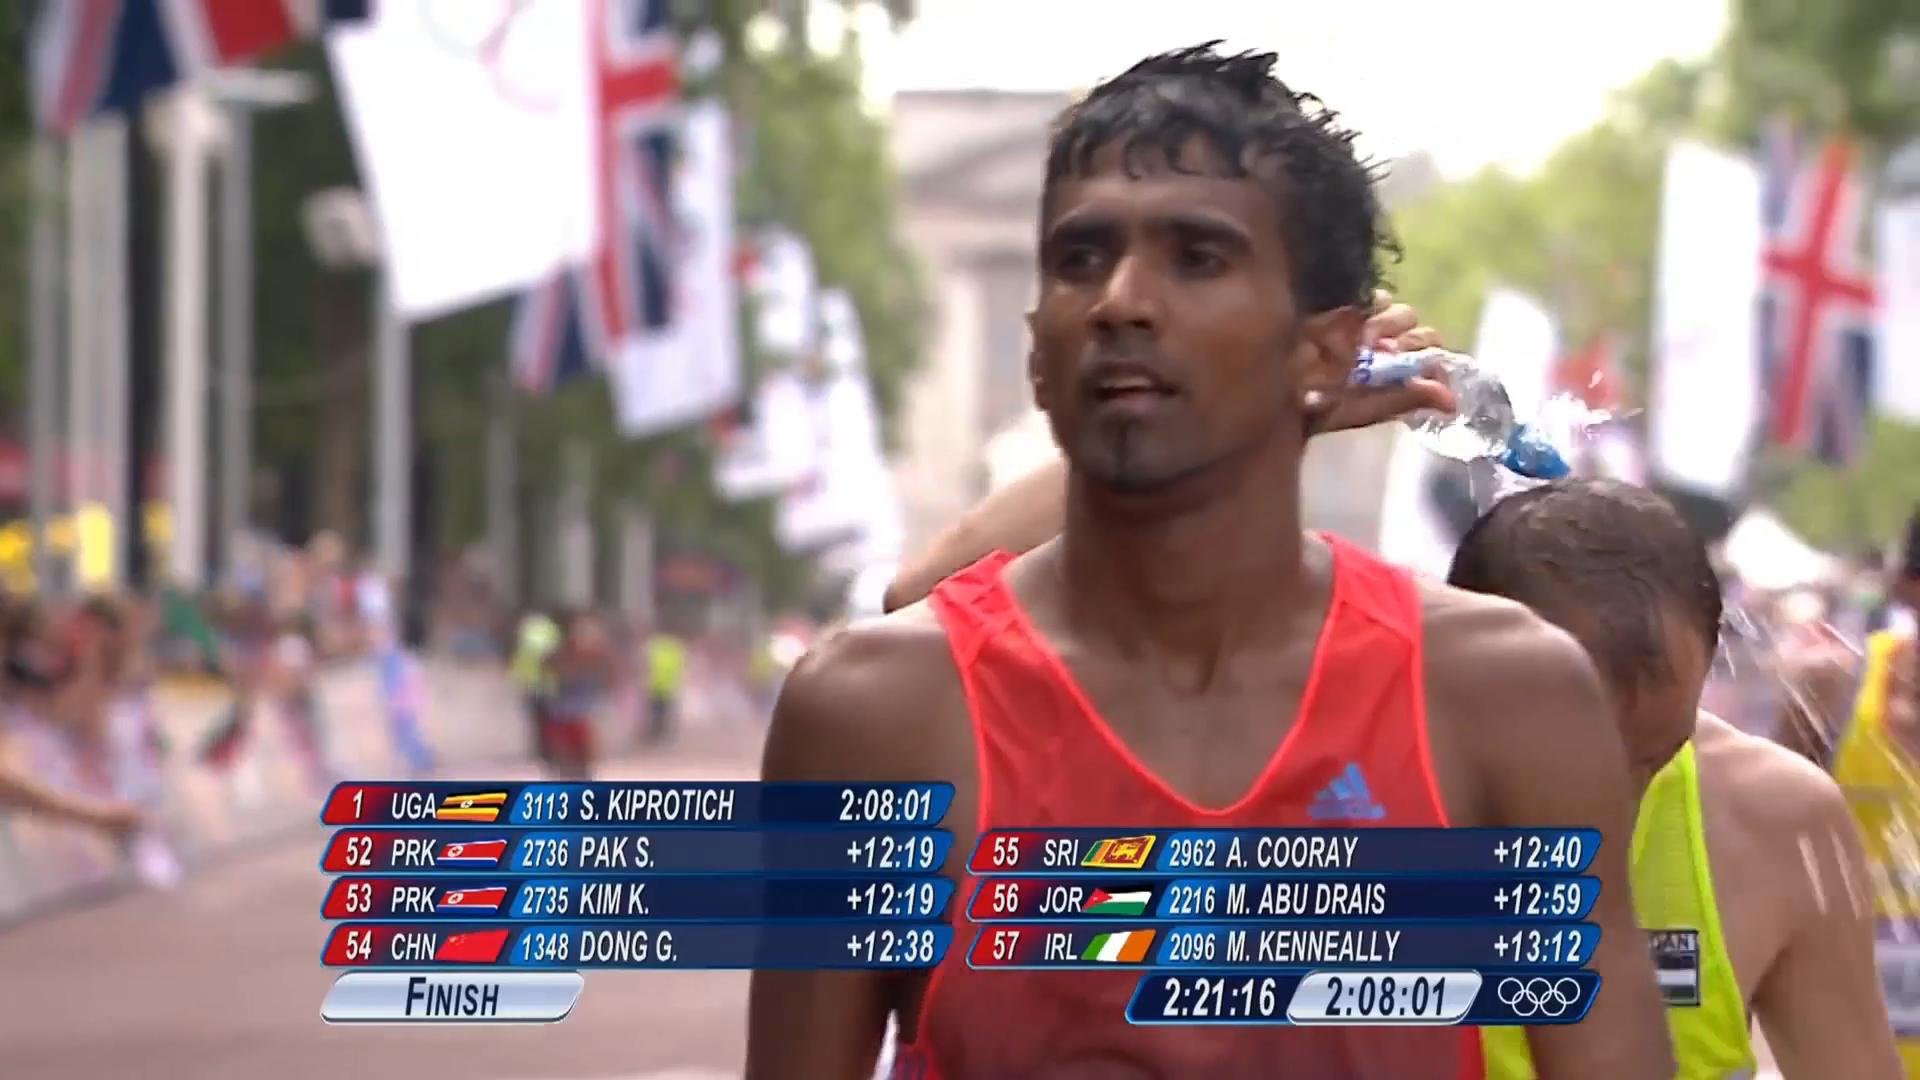 1 UGA 3113 S. KIPROTICH 2:08:01
52 PRK 2736 PAK S. +12:19
53 PRK 2735 KIM K. +12:19
54 CHN 1348 DONG G. +12:38
55 SRI 2962 A. COORAY +12:40
56 JOR 2216 M. ABU DRAIS +12:59
57 IRL 2096 M. KENNEALLY +13:12
FINISH
2:21:16 2:08:01